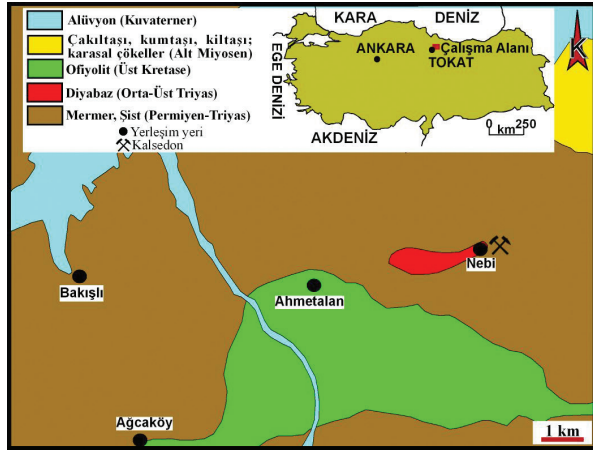 Alüvyon (Kuvaterner)
Çakıltaşı, kumtaşı, kiltaşı;
karasal çökeller (Alt Miyosen)
Ofiyolit (Üst Kretase)
Diyabaz (Orta-Üst Triyas)
Mermer, Şist (Permiyen-Triyas)
Yerleşim yeri
Kalsedon
KARA DENİZ
EGE DENİZİ
ANKARA
Çalışma Alanı
TOKAT
AKDENİZ
0 km 250
K
Nebi
Bakışlı
Ahmetalan
Ağcaköy
1 km